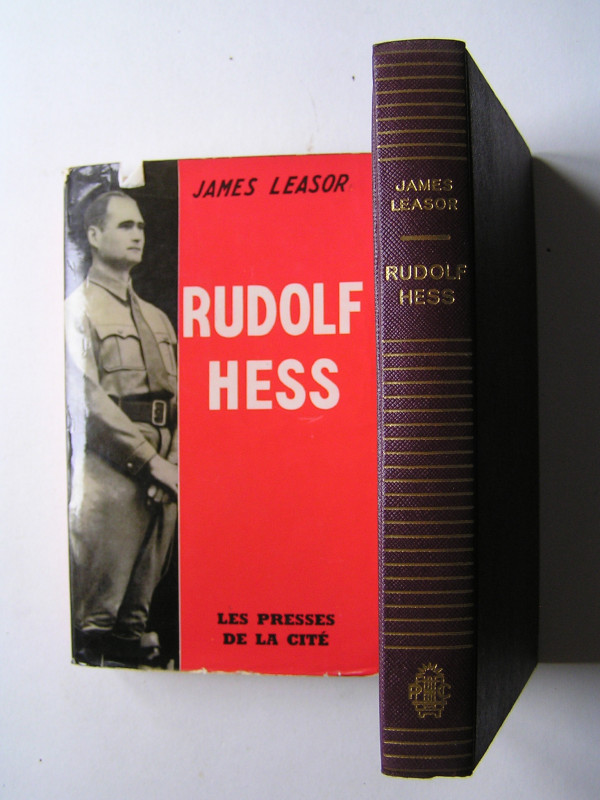 JAMES LEASOR
RUDOLF
HESS
LES PRESSES
DE LA CITÉ
JAMES
LEASOR
RUDOLF
HESS